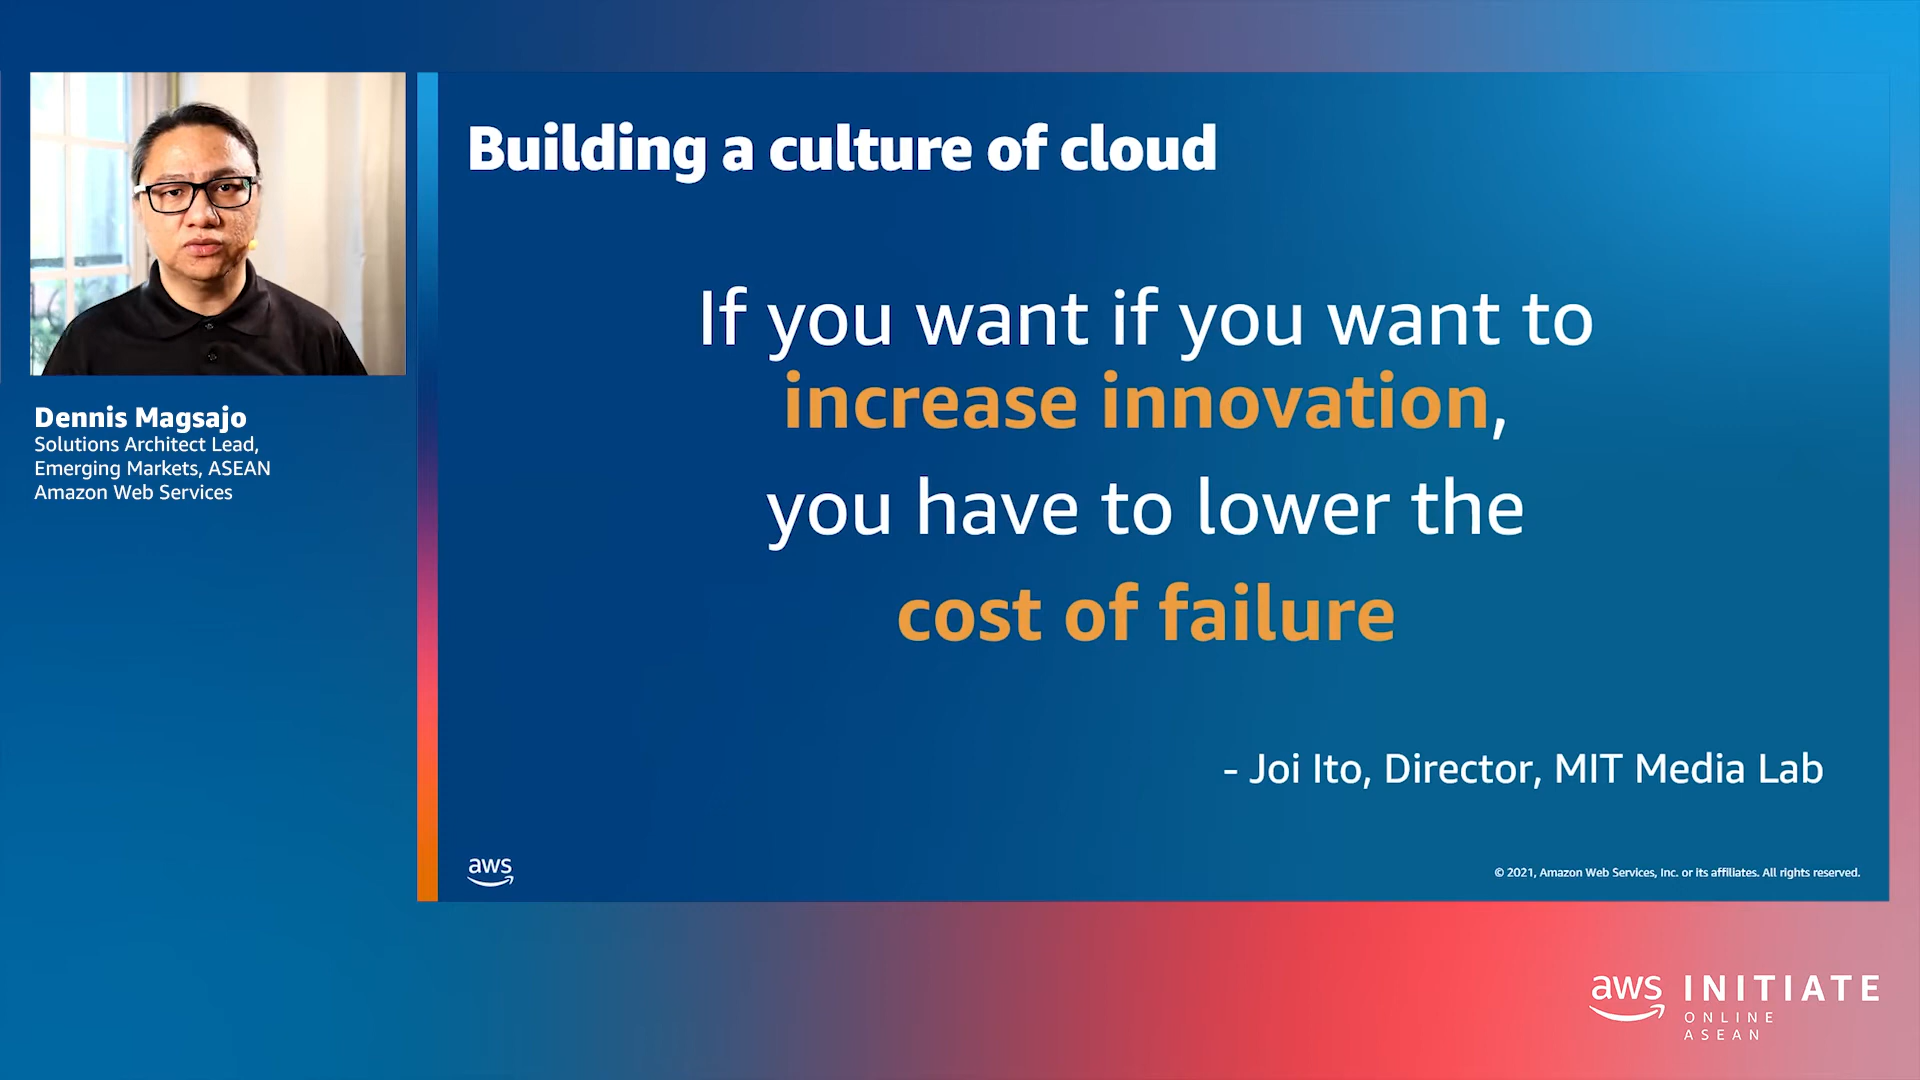 Dennis Magsajo
Solutions Architect Lead,
Emerging Markets, ASEAN
Amazon Web Services
Building a culture of cloud
If you want if you want to
increase innovation,
you have to lower the
cost of failure
- Joi Ito, Director, MIT Media Lab
aws
© 2021, Amazon Web Services, Inc. or its affiliates. All rights reserved.
aws INITIATE
ONLINE
ASEAN